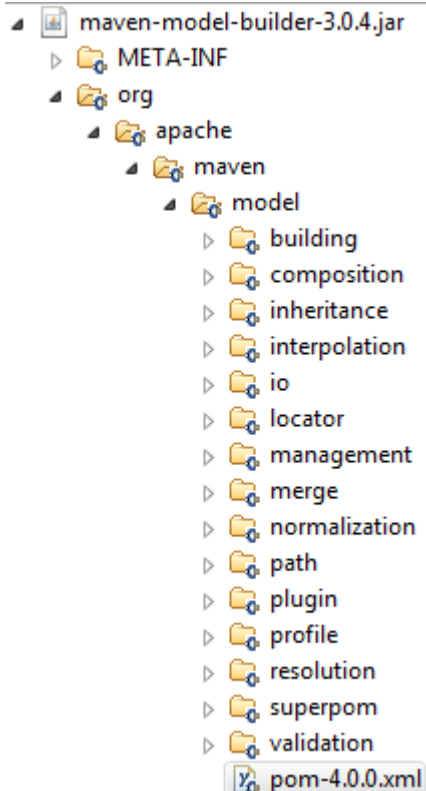 maven-model-builder-3.0.4.jar
META-INF
org
apache
maven
model
building
composition
inheritance
interpolation
io
locator
management
merge
normalization
path
plugin
profile
resolution
superpom
validation
pom-4.0.0.xml